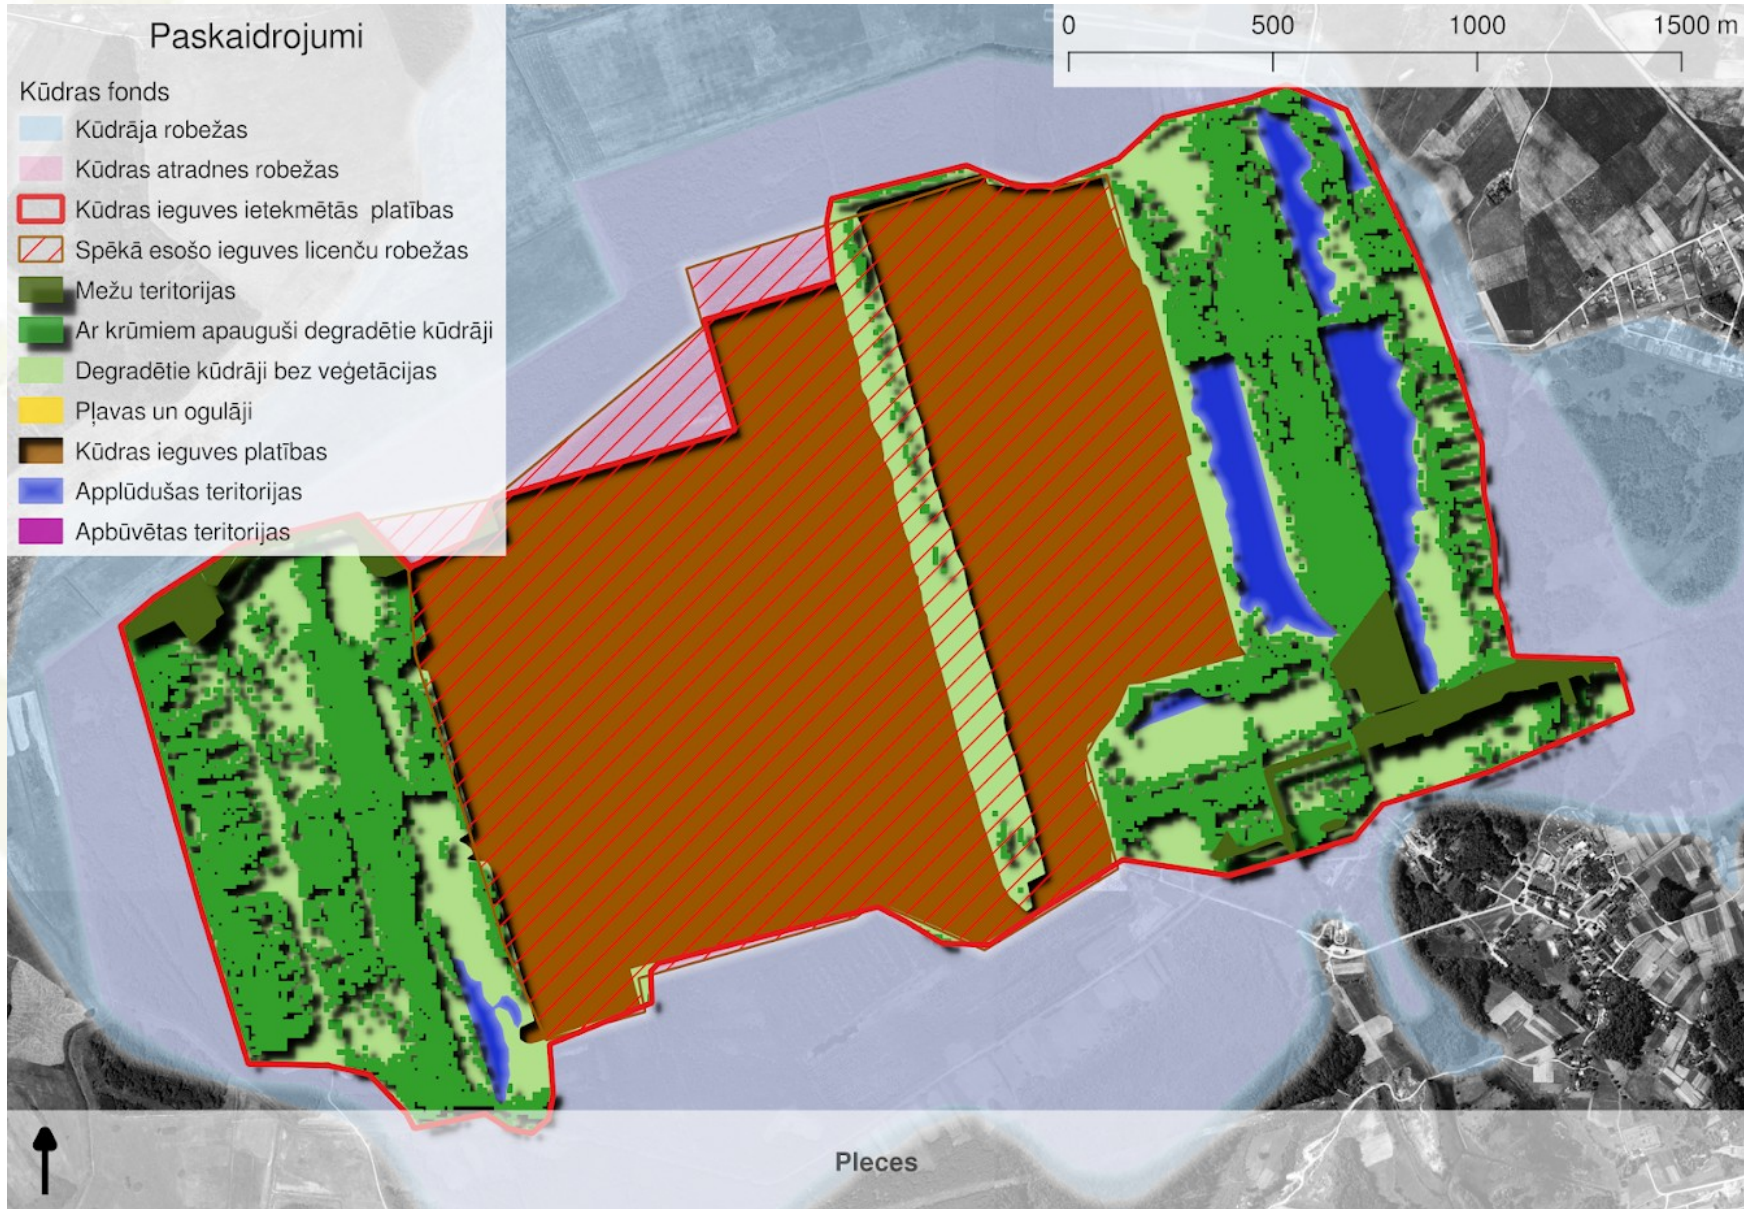 Paskaidrojumi
Kūdras fonds
Kūdrāja robežas
Kūdras atradnes robežas
Kūdras ieguves ietekmētās platības
Spēkā esošo ieguves licenču robežas
Mežu teritorijas
Ar krūmiem apauguši degradētie kūdrāji
Degradētie kūdrāji bez veģetācijas
Pļavas un ogulāji
Kūdras ieguves platības
Applūdušas teritorijas
Apbūvētas teritorijas
0 500 1000 1500 m
Pleces